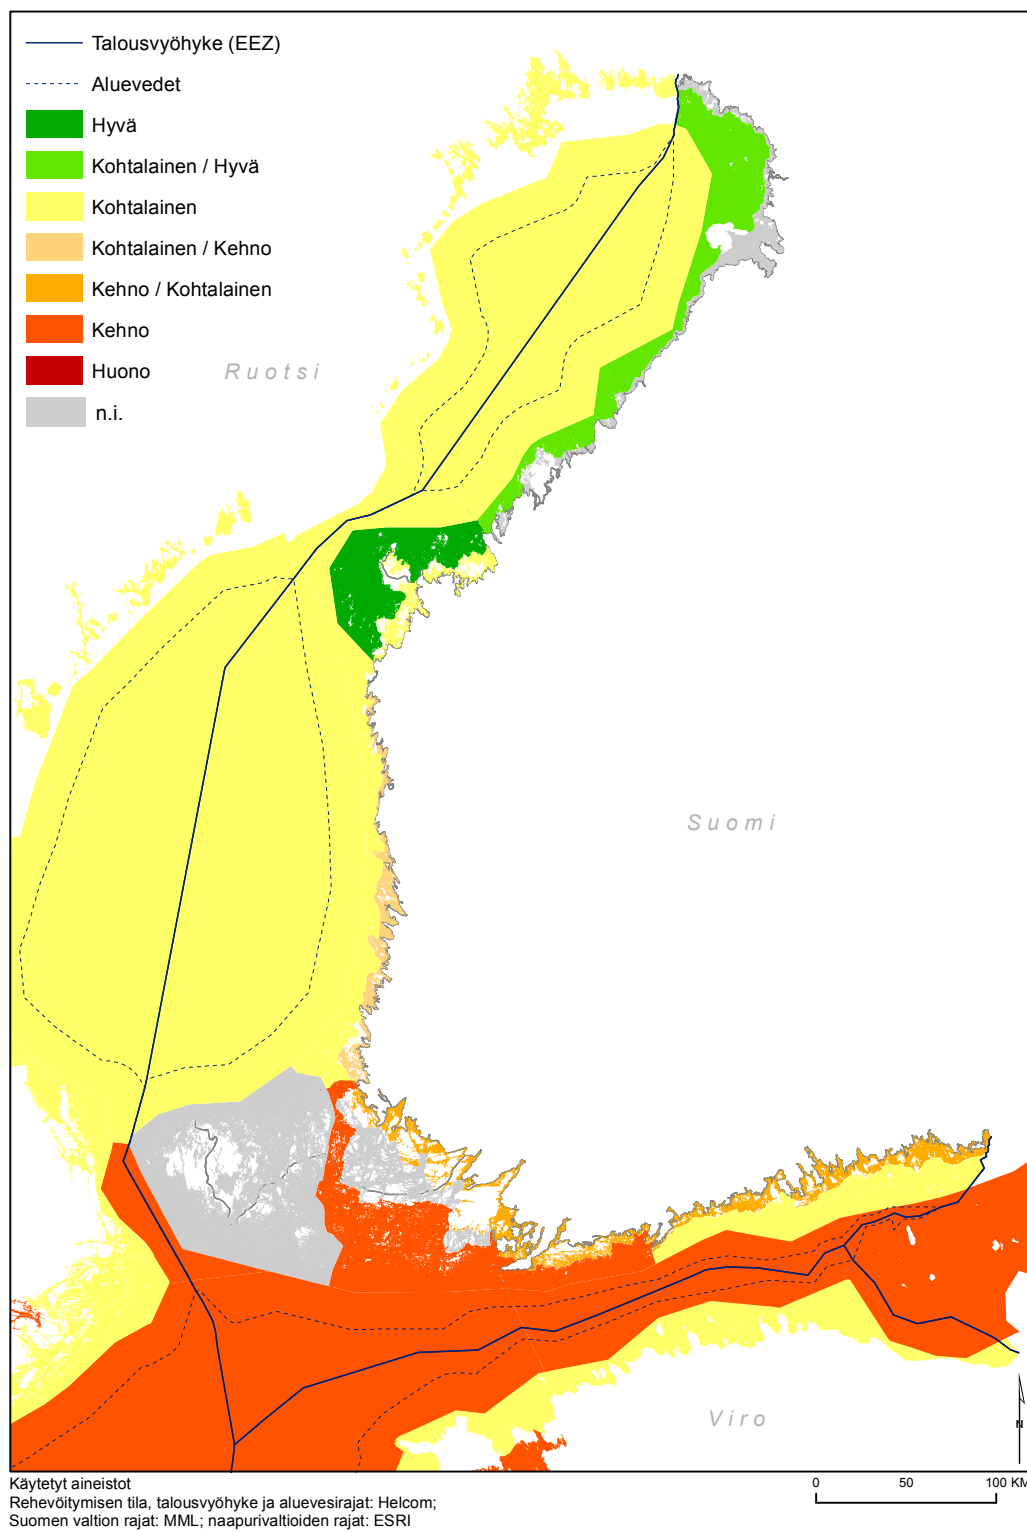 Talousvyöhyke (EEZ)
Aluevedet
Hyvä
Kohtalainen / Hyvä
Kohtalainen
Kohtalainen / Kehno
Kehno / Kohtalainen
Kehno
Huono
n.i.
Ruotsi
Suomi
Viro
N
0 50 100 KM
Käytetyt aineistot
Rehevöitymisen tila, talousvyöhyke ja aluevesirajat: Helcom;
Suomen valtion rajat: MML; naapurivaltioiden rajat: ESRI